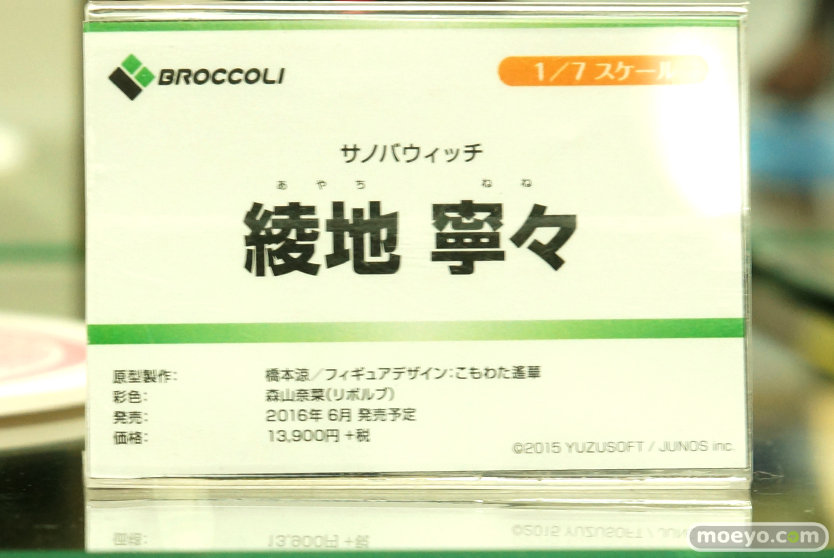 BROCCOLI
1/7 スケール
サノバウィッチ
あやち ねね
綾地 寧々
原型製作: 橋本涼/フィギュアデザイン:こもわた遙華
彩色: 森山奈菜(リボルブ)
発売: 2016年 6月 発売予定
価格: 13,900円+税
©2015 YUZUSOFT / JUNOS inc.
moeyo.com